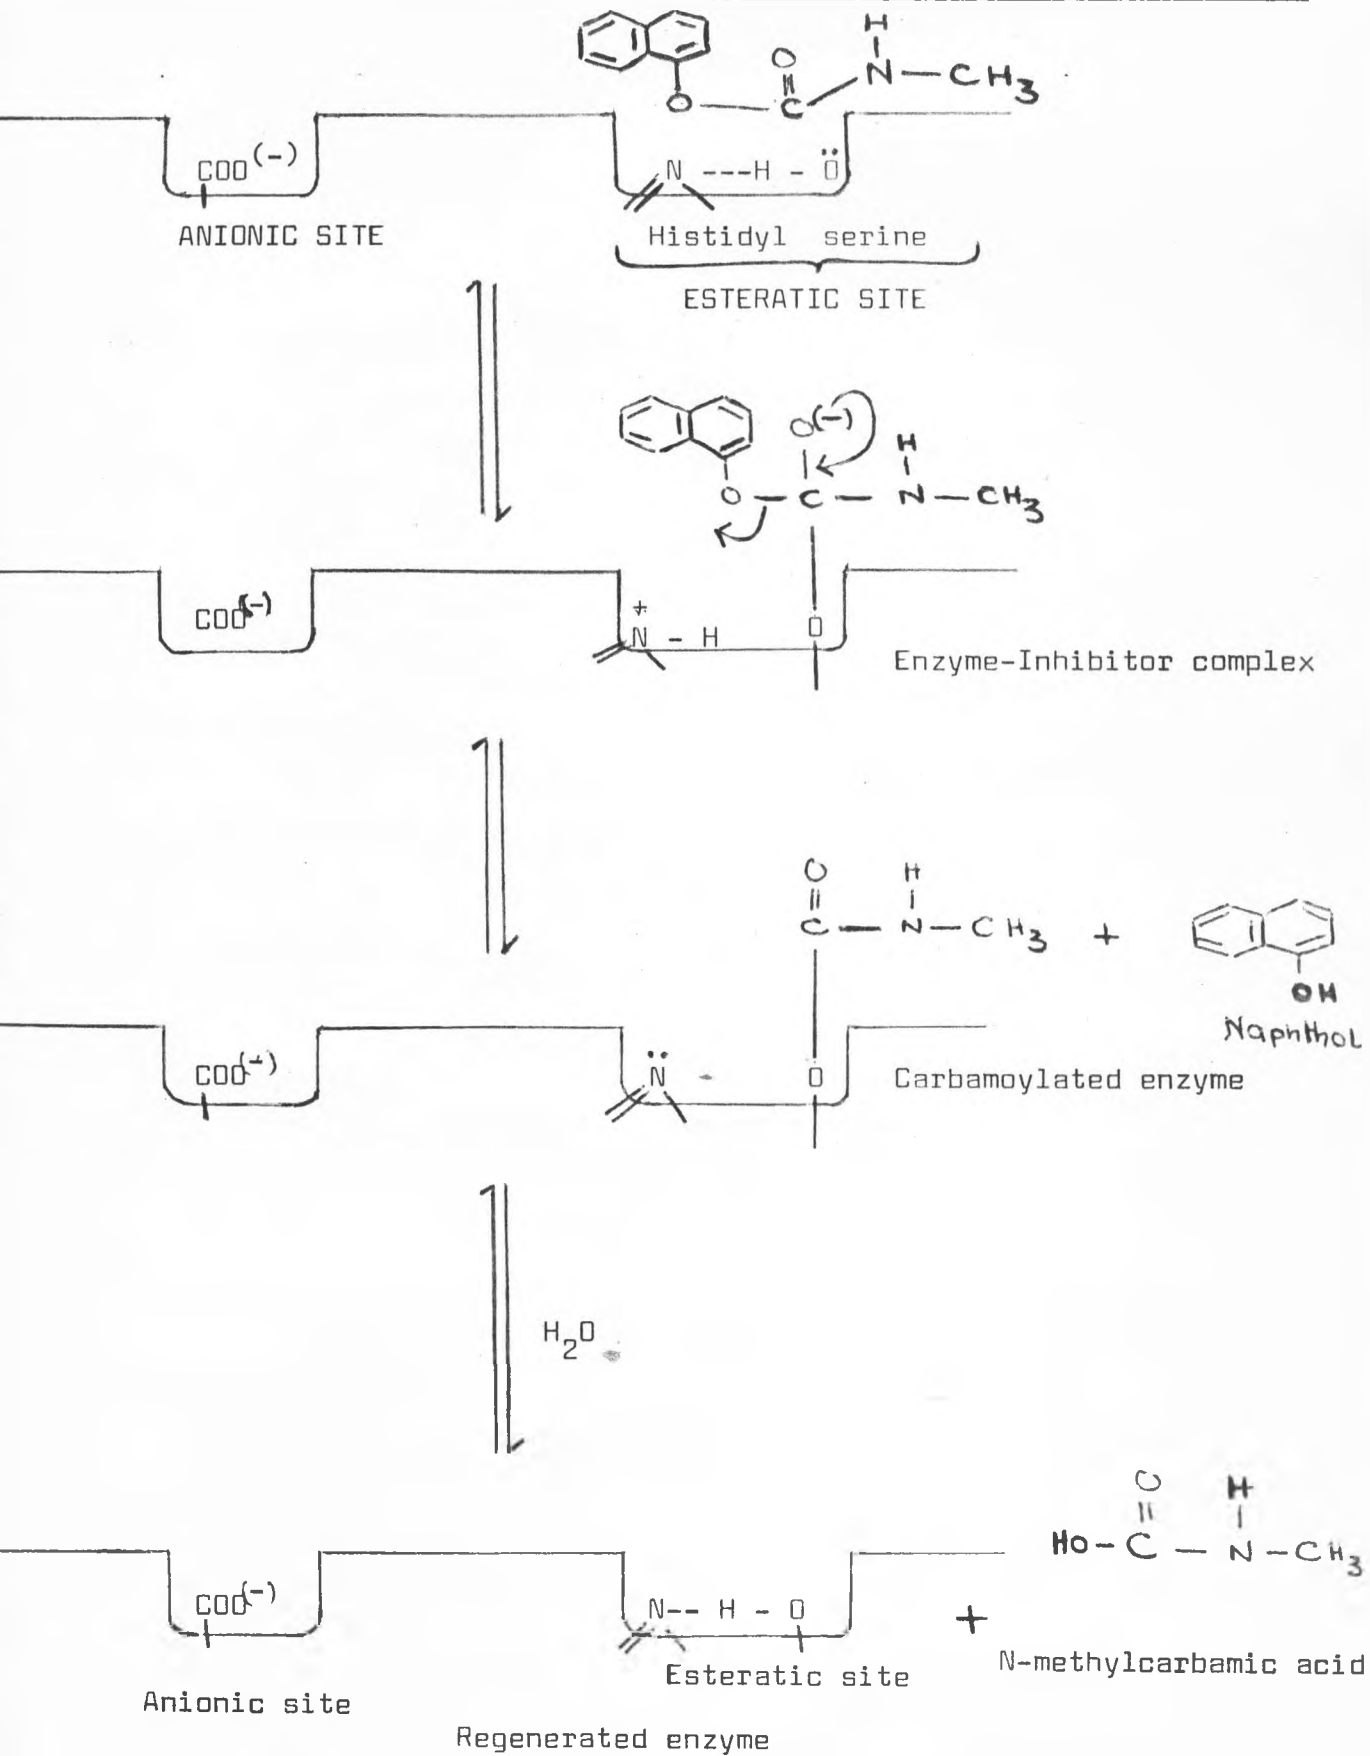 H
O
N — CH3
O — C
COO(-)
N ---H - Ö
ANIONIC SITE
Histidyl serine
ESTERATIC SITE
O(-)
H
O — C — N — CH3
COO(-)
+
N - H
O
Enzyme-Inhibitor complex
O H
C — N — CH3 +
OH
Naphthol
COO(-)
N̈
O
Carbamoylated enzyme
H2O
O H
HO - C — N - CH3
COO(-)
N-- H - O
+
Esteratic site
N-methylcarbamic acid
Anionic site
Regenerated enzyme